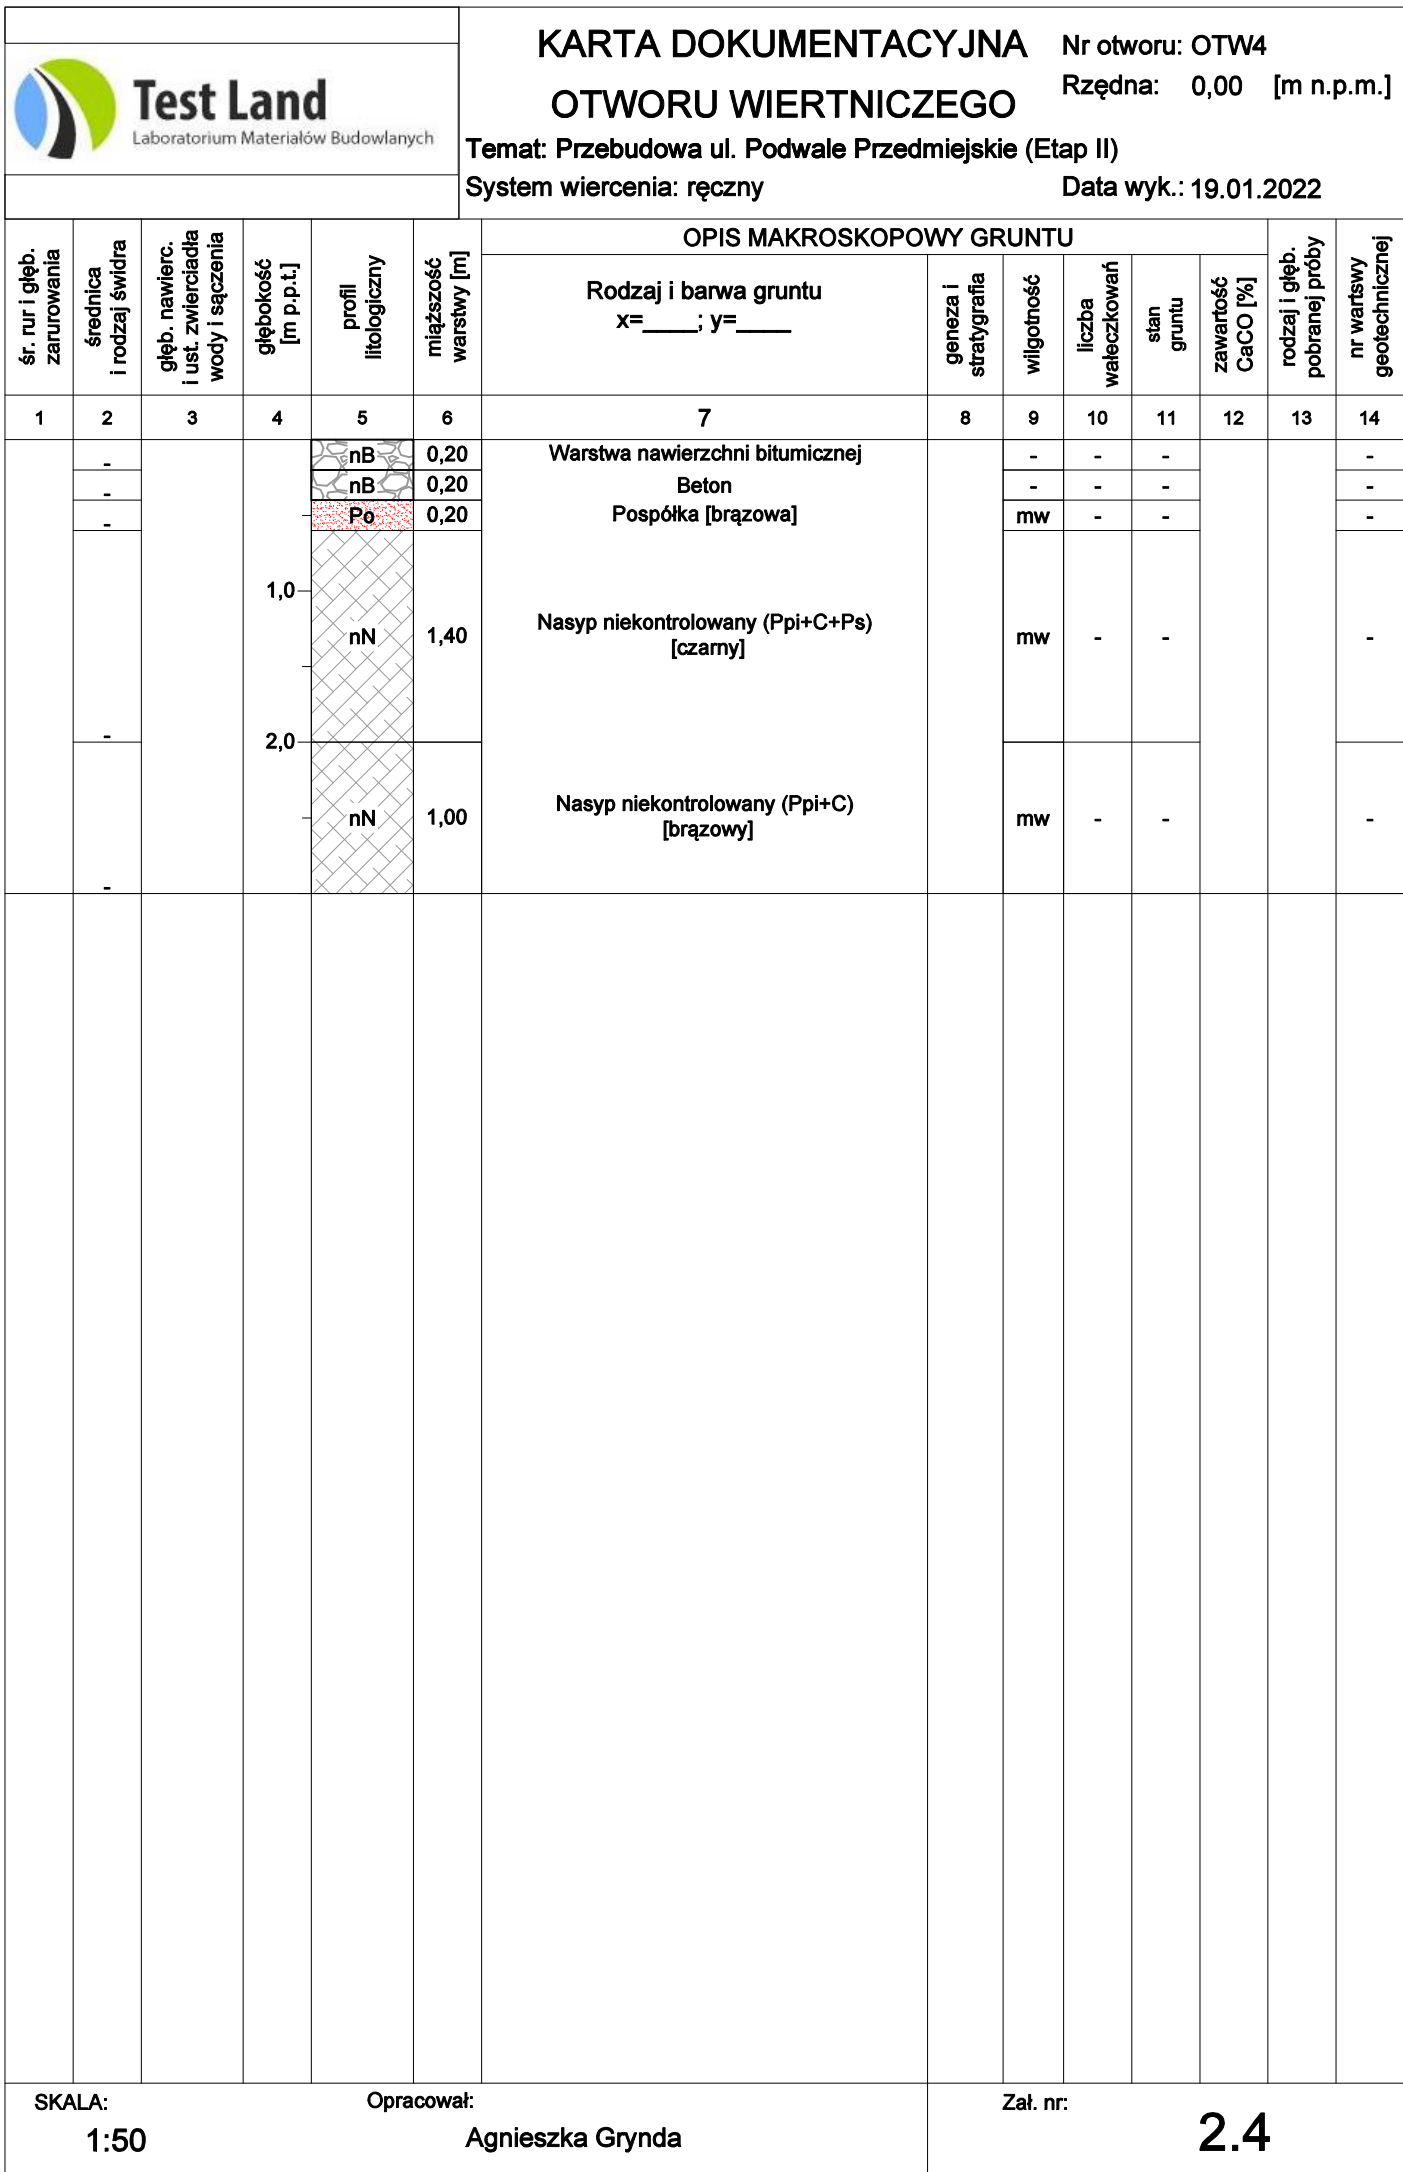 Test Land
Laboratorium Materiałów Budowlanych
KARTA DOKUMENTACYJNA
OTWORU WIERTNICZEGO
Nr otworu: OTW4
Rzędna: 0,00 [m n.p.m.]
Temat: Przebudowa ul. Podwale Przedmiejskie (Etap II)
System wiercenia: ręczny
Data wyk.: 19.01.2022
śr. rur i głęb.
zarurowania
średnica
i rodzaj świdra
głęb. nawierc.
i ust. zwierciadła
wody i sączenia
głębokość
[m p.p.t.]
profil
litologiczny
miąższość
warstwy [m]
OPIS MAKROSKOPOWY GRUNTU
Rodzaj i barwa gruntu
x=____; y=____
geneza i
stratygrafia
wilgotność
liczba
wałeczkowań
stan
gruntu
zawartość
CaCO [%]
rodzaj i głęb.
pobranej próby
nr wartswy
geotechnicznej
1 2 3 4 5 6 7 8 9 10 11 12 13 14
- nB 0,20 Warstwa nawierzchni bitumicznej - - - -
- nB 0,20 Beton - - - -
- Po 0,20 Pospółka [brązowa] mw - - -
1,0
nN 1,40 Nasyp niekontrolowany (Ppi+C+Ps) mw - - -
[czarny]
-
2,0
nN 1,00 Nasyp niekontrolowany (Ppi+C) mw - - -
[brązowy]
-
SKALA:
1:50
Opracował:
Agnieszka Grynda
Zał. nr:
2.4